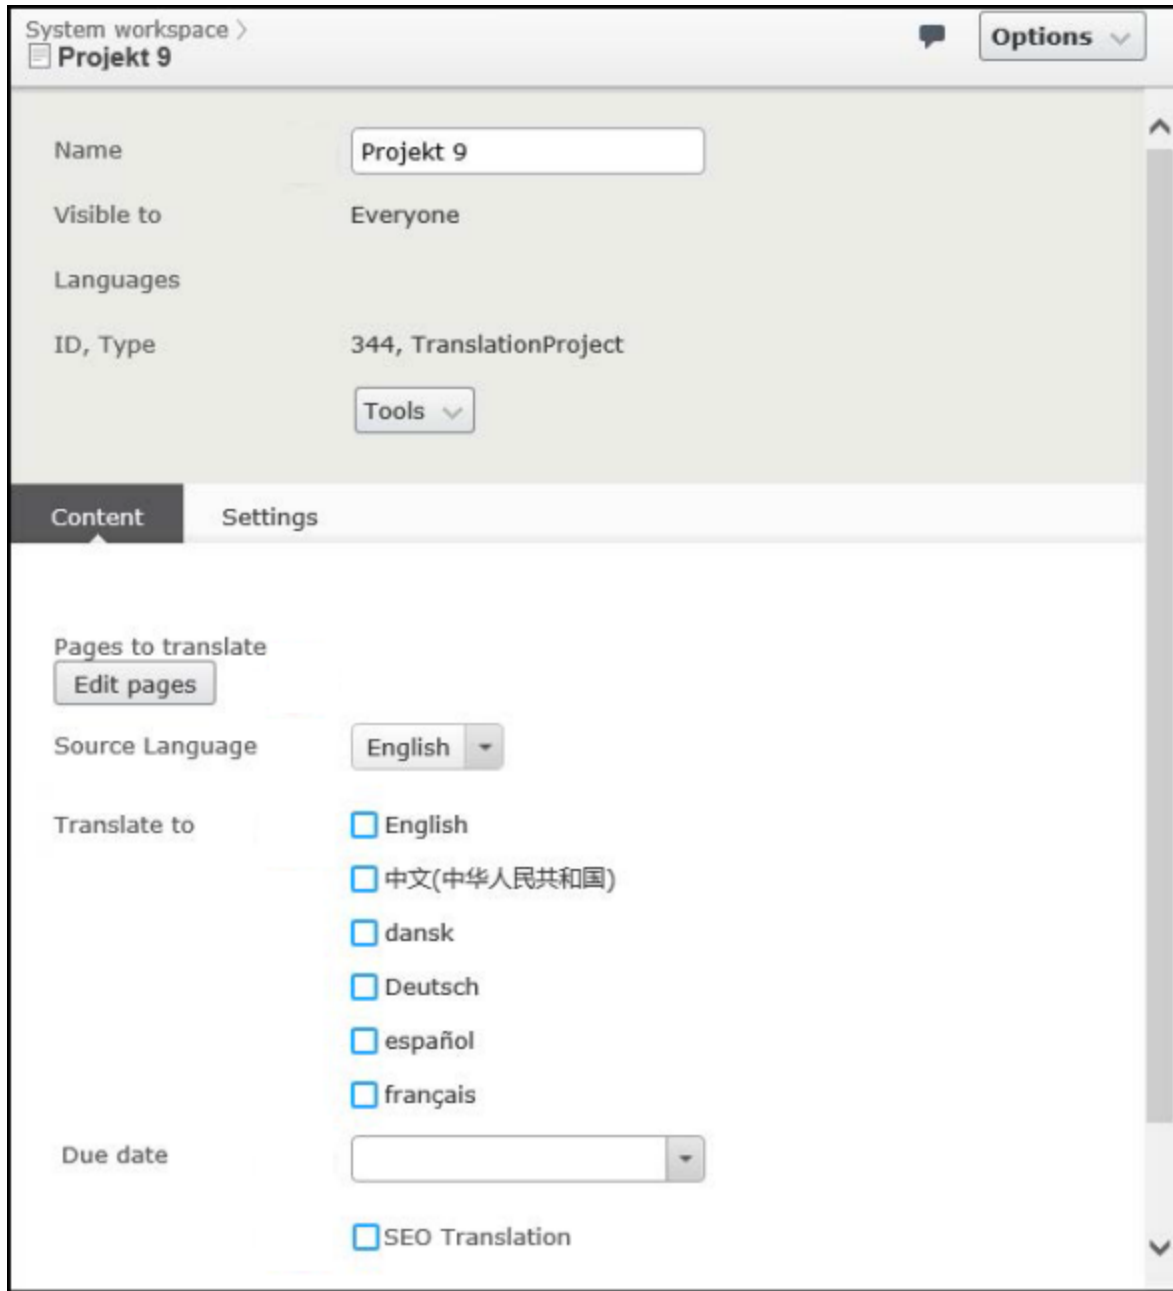 System workspace
Projekt 9
Options
Name
Projekt 9
Visible to
Everyone
Languages
ID, Type
344, TranslationProject
Tools
Content
Settings
Pages to translate
Edit pages
Source Language
English
Translate to
English
中文(中华人民共和国)
dansk
Deutsch
español
français
Due date
SEO Translation